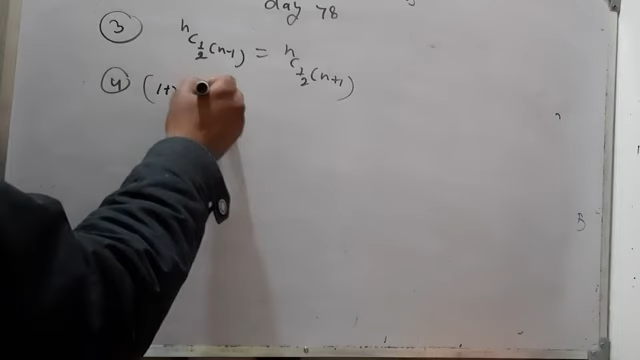 day 78
③ ⁿC½(n-1) = ⁿC½(n+1)
④ (1+